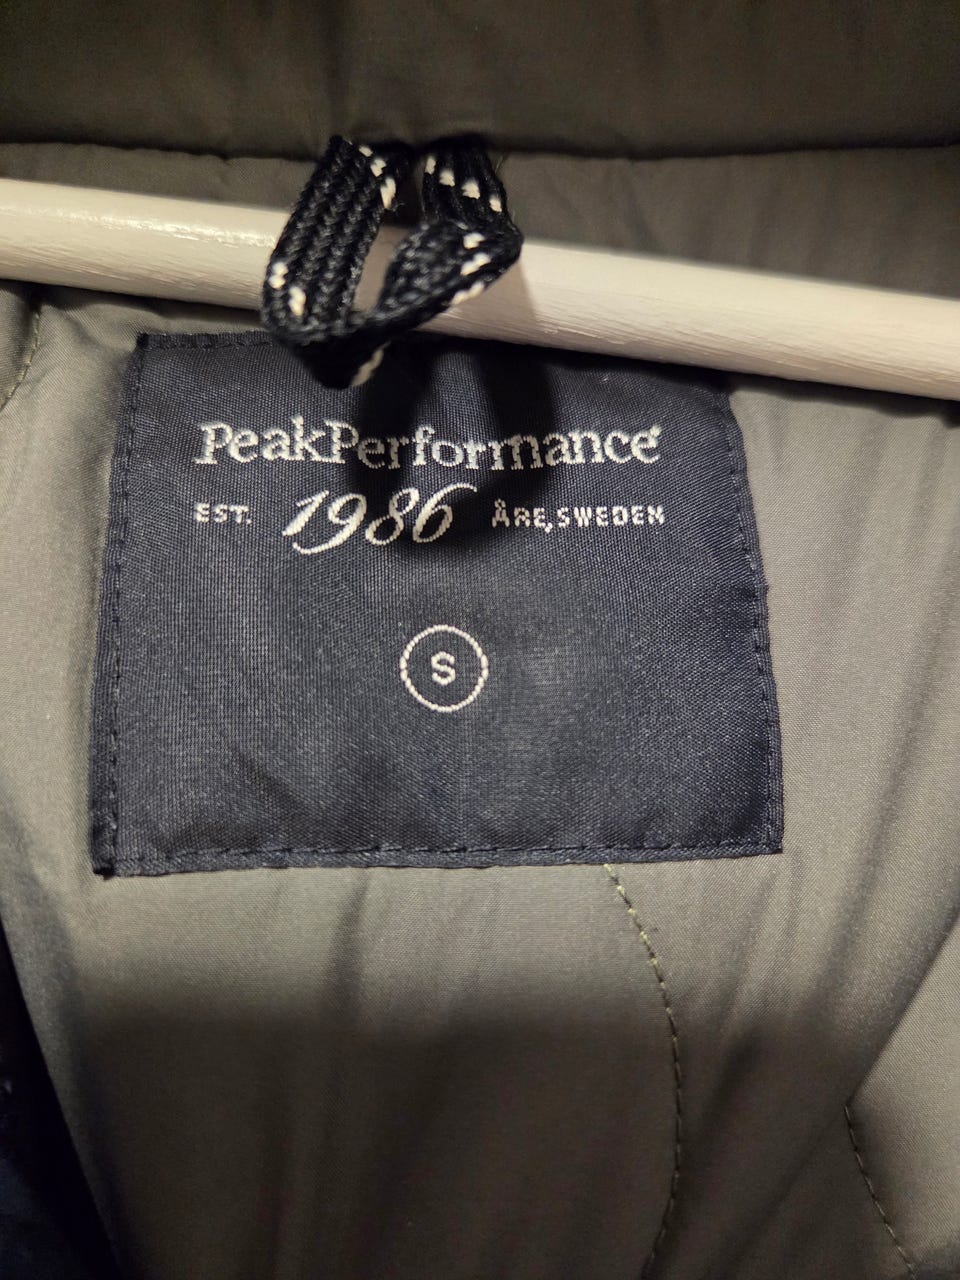 PeakPerformance
EST. 1986 ÅRE, SWEDEN
S